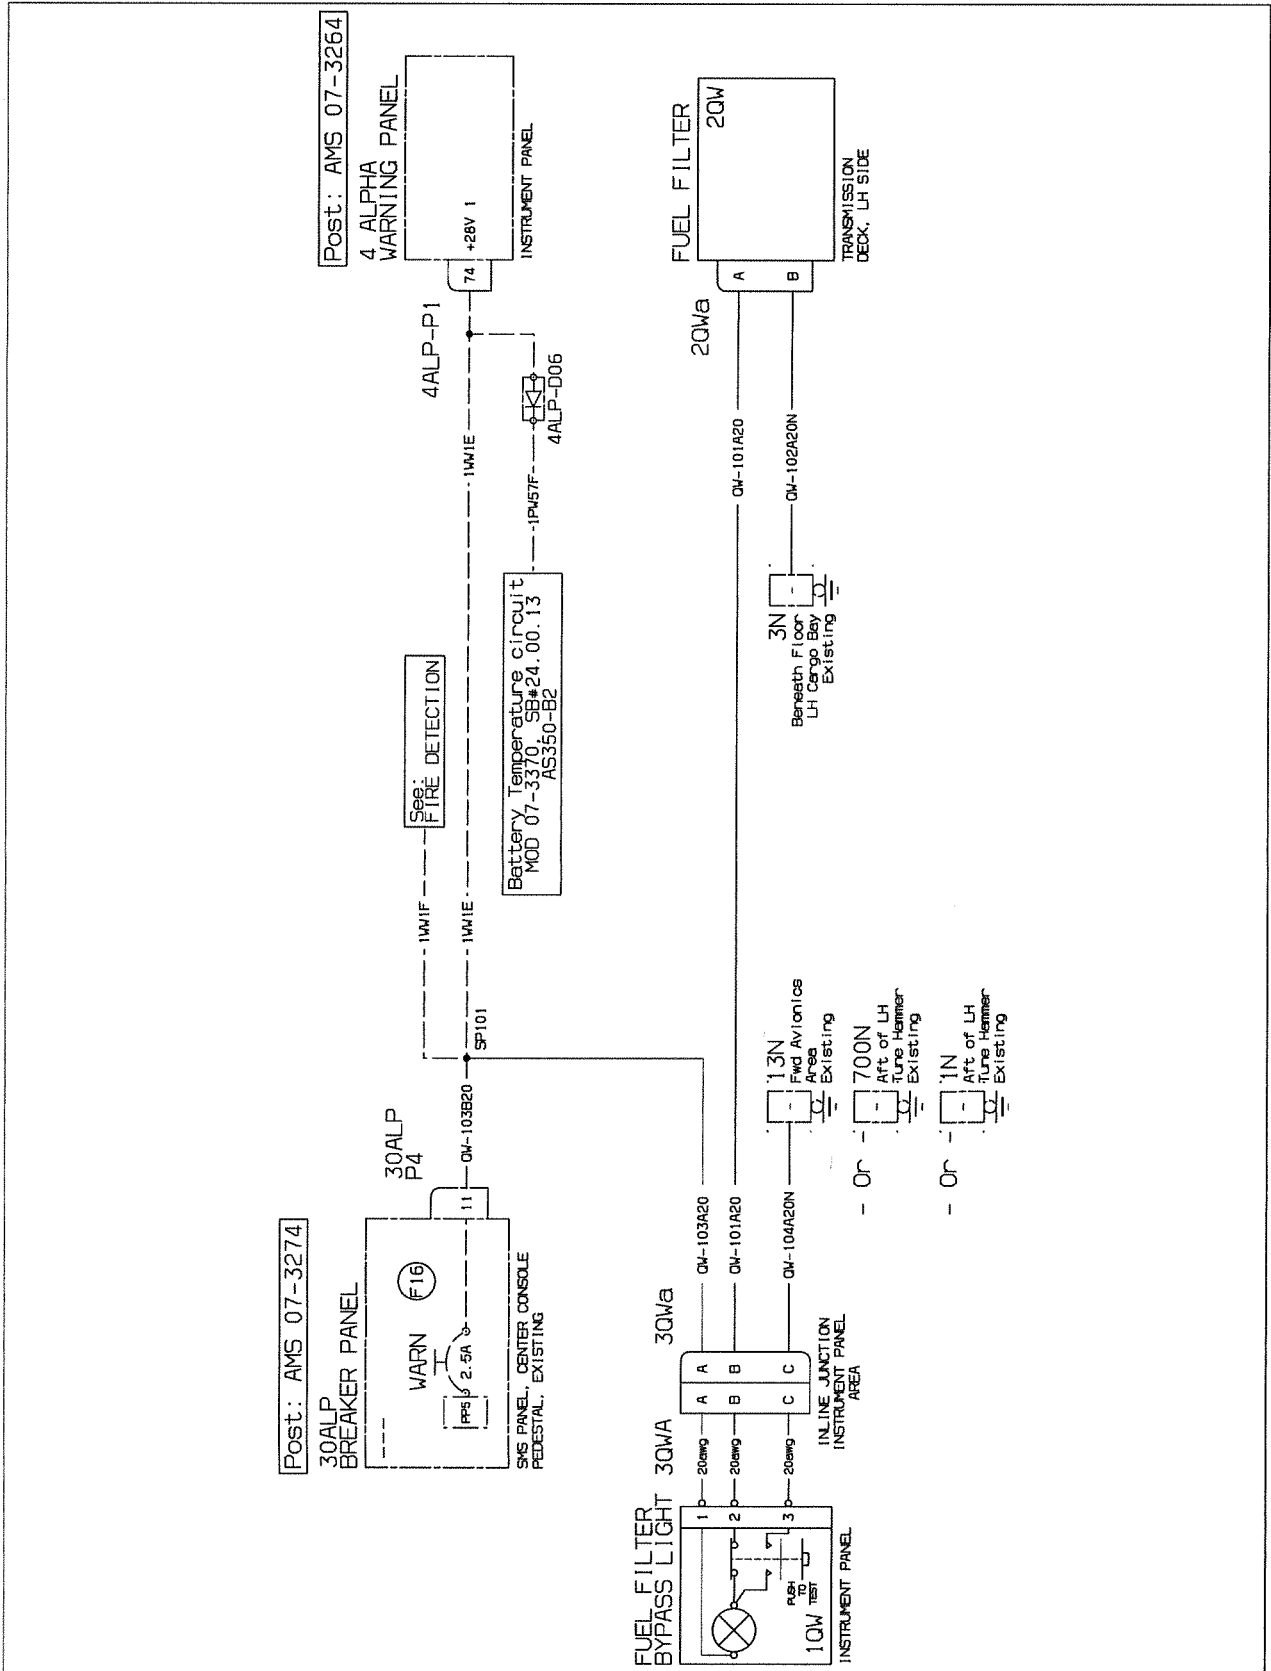 Post: AMS 07-3274
30ALP
BREAKER PANEL
WARN
F16
PP5
2.5A
11
SMS PANEL, CENTER CONSOLE
PEDESTAL, EXISTING
30ALP
P4
QW-103B20
SP101
1WW1F
1WW1E
See:
FIRE DETECTION
1WW1E
Post: AMS 07-3264
4 ALPHA
WARNING PANEL
4ALP-P1
74
+28V 1
INSTRUMENT PANEL
4ALP-D06
1PW57F
Battery Temperature circuit
MOD 07-3370, SB#24.00.13
AS350-B2
FUEL FILTER
BYPASS LIGHT
1
2
3
PUSH
TO
TEST
1QW
INSTRUMENT PANEL
3QWA
20awg
20awg
20awg
A
B
C
A
B
C
3QWa
INLINE JUNCTION
INSTRUMENT PANEL
AREA
QW-103A20
QW-101A20
QW-104A20N
13N
Fwd Avionics
Area
Existing
- Or -
700N
Aft of LH
Tune Hammer
Existing
- Or -
1N
Aft of LH
Tune Hammer
Existing
3N
Beneath Floor
LH Cargo Bay
Existing
QW-101A20
QW-102A20N
2QWa
A
B
FUEL FILTER
2QW
TRANSMISSION
DECK, LH SIDE